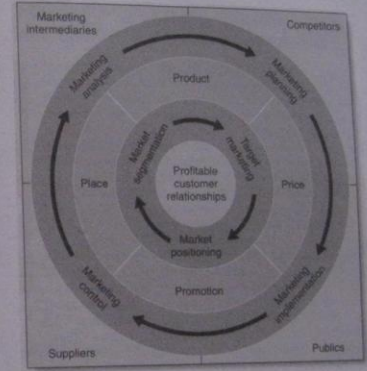 Marketing
intermediaries
Competitors
Marketing
analysis
Marketing
planning
Product
Market
segmentation
Target
marketing
Place
Profitable
customer
relationships
Price
Market
positioning
Marketing
control
Promotion
Marketing
implementation
Suppliers
Publics